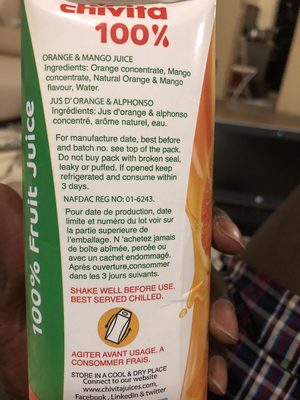 chivita
100%
ORANGE & MANGO JUICE
Ingredients: Orange concentrate, Mango
concentrate, Natural Orange & Mango
flavour, Water.
JUS D' ORANGE & ALPHONSO
Ingrédients: Jus d'orange & alphonso
concentré, arôme naturel, eau.
For manufacture date, best before
and batch no. see top of the pack.
Do not buy pack with broken seal,
leaky or puffed. If opened keep
refrigerated and consume within
3 days.
NAFDAC REG NO: 01-6243.
Pour date de production, date
limite et numéro du lot voir sur
la partie superieure de
l'emballage. N 'achetez jamais
de boîte abîmée, percée ou
avec un cachet endommagé.
Après ouverture,consommer
dans les 3 jours suivants.
SHAKE WELL BEFORE USE.
BEST SERVED CHILLED.
AGITER AVANT USAGE. A
CONSOMMER FRAIS.
STORE IN A COOL & DRY PLACE
Connect to our website
www.chivitajuices.com,
Facebook , Linkedin & twitter
100% Fruit Juice